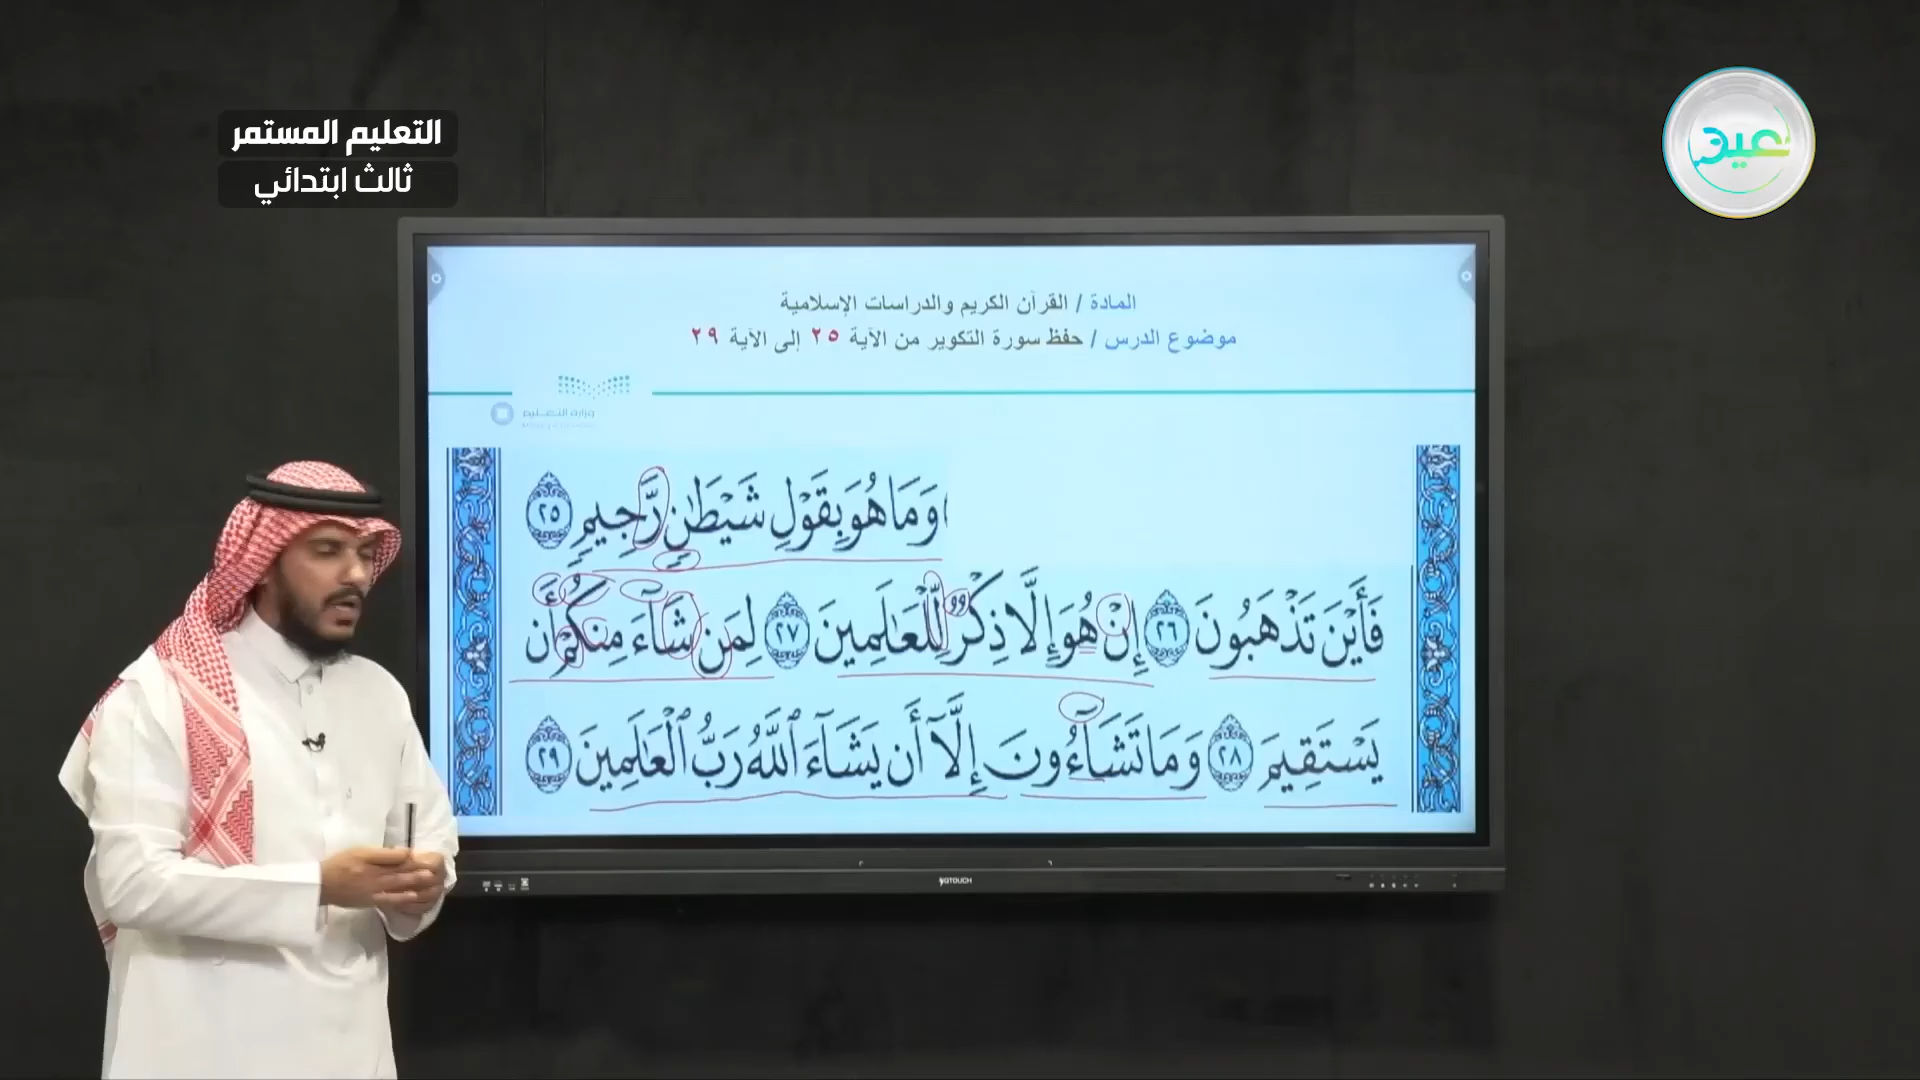 التعليم المستمر
ثالث ابتدائي
عين
المادة / القرآن الكريم والدراسات الإسلامية
موضوع الدرس / حفظ سورة التكوير من الآية ٢٥ إلى الآية ٢٩
وزارة التعليم
وَمَا هُوَ بِقَوْلِ شَيْطَٰنٍ رَّجِيمٍ ٢٥
فَأَيْنَ تَذْهَبُونَ ٢٦ إِنْ هُوَ إِلَّا ذِكْرٌ لِّلْعَٰلَمِينَ ٢٧ لِمَن شَآءَ مِنكُمْ أَن
يَسْتَقِيمَ ٢٨ وَمَا تَشَآءُونَ إِلَّآ أَن يَشَآءَ ٱللَّهُ رَبُّ ٱلْعَٰلَمِينَ ٢٩
IQTOUCH